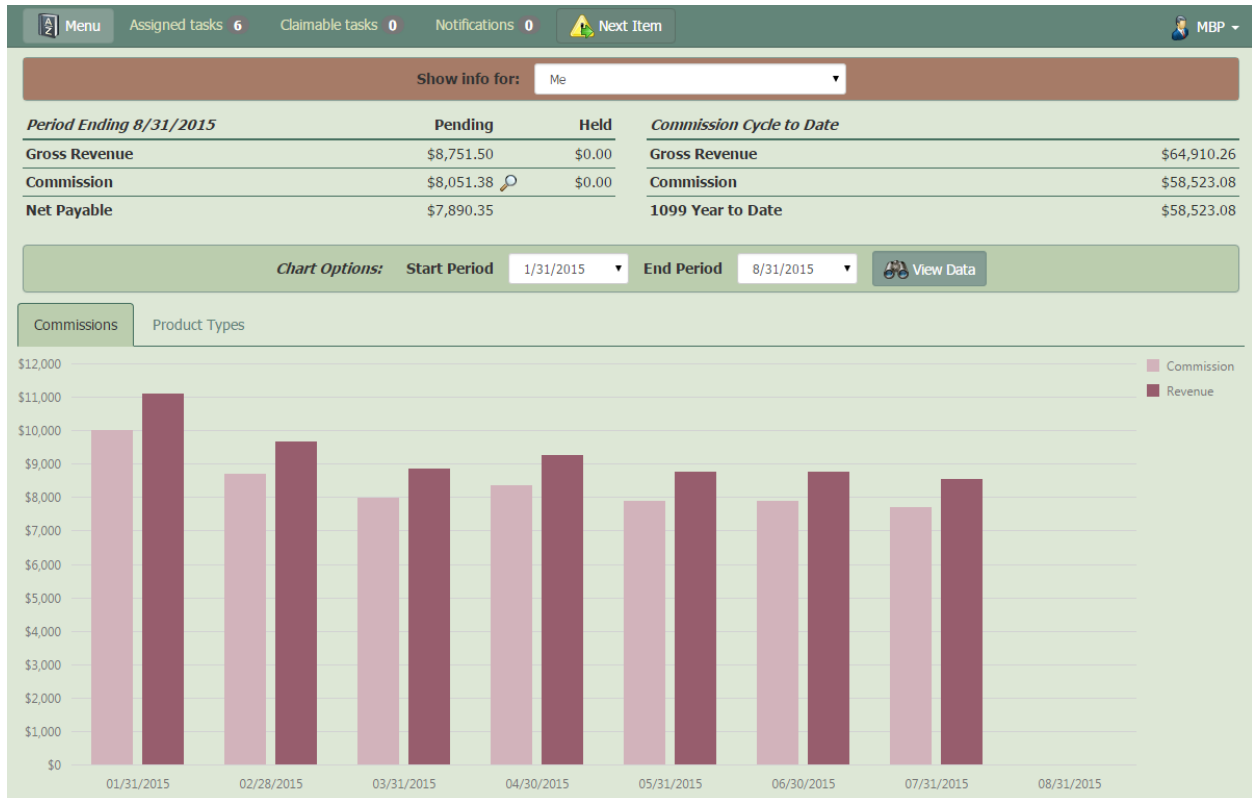 Menu Assigned tasks 6 Claimable tasks 0 Notifications 0 Next Item MBP
Show info for: Me
Period Ending 8/31/2015 Pending Held
Gross Revenue $8,751.50 $0.00
Commission $8,051.38 $0.00
Net Payable $7,890.35
Commission Cycle to Date
Gross Revenue $64,910.26
Commission $58,523.08
1099 Year to Date $58,523.08
Chart Options: Start Period 1/31/2015 End Period 8/31/2015 View Data
Commissions Product Types
$12,000
$11,000
$10,000
$9,000
$8,000
$7,000
$6,000
$5,000
$4,000
$3,000
$2,000
$1,000
$0
01/31/2015 02/28/2015 03/31/2015 04/30/2015 05/31/2015 06/30/2015 07/31/2015 08/31/2015
Commission
Revenue